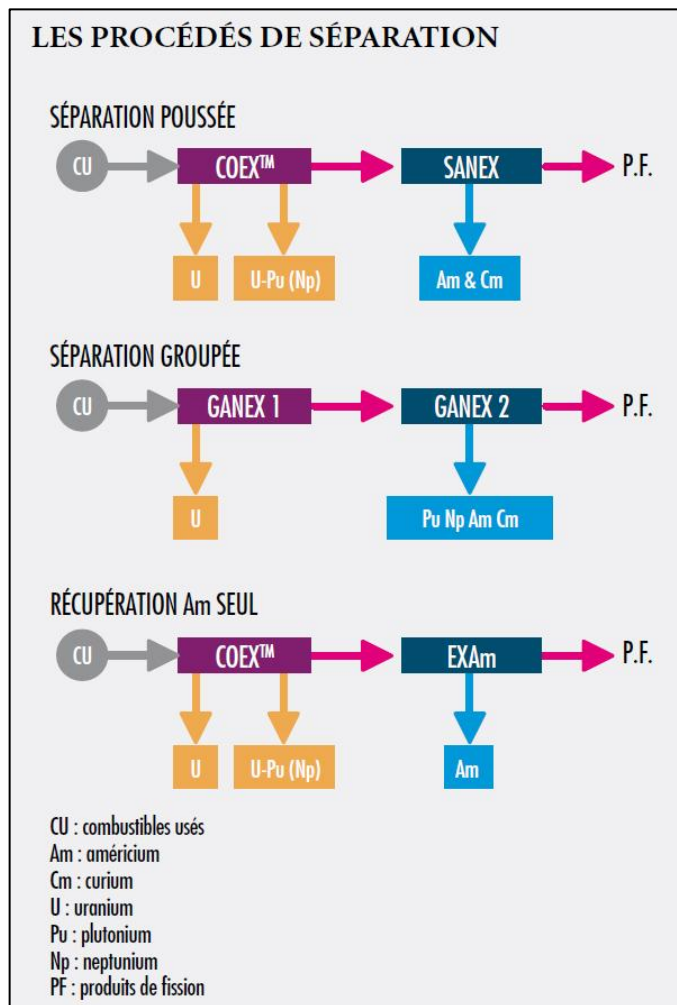 LES PROCÉDÉS DE SÉPARATION
SÉPARATION POUSSÉE
CU COEX™ SANEX P.F.
U U-Pu (Np) Am & Cm
SÉPARATION GROUPÉE
CU GANEX 1 GANEX 2 P.F.
U Pu Np Am Cm
RÉCUPÉRATION Am SEUL
CU COEX™ EXAm P.F.
U U-Pu (Np) Am
CU : combustibles usés
Am : américium
Cm : curium
U : uranium
Pu : plutonium
Np : neptunium
PF : produits de fission